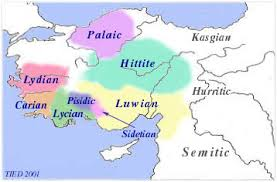 Palaic
Kasgian
Hittite
Lydian
Hurritic
Carian
Pisidic
Luwian
Lycian
Sidetian
Semitic
TIED 2001